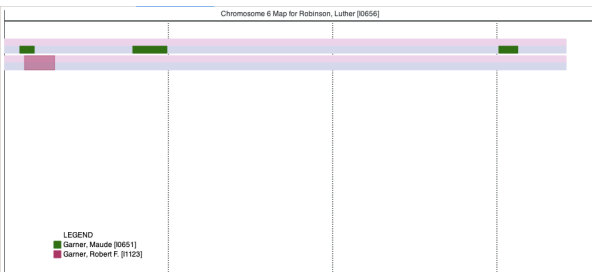 Chromosome 6 Map for Robinson, Luther [I0656]
LEGEND
Garner, Maude [I0651]
Garner, Robert F. [I1123]